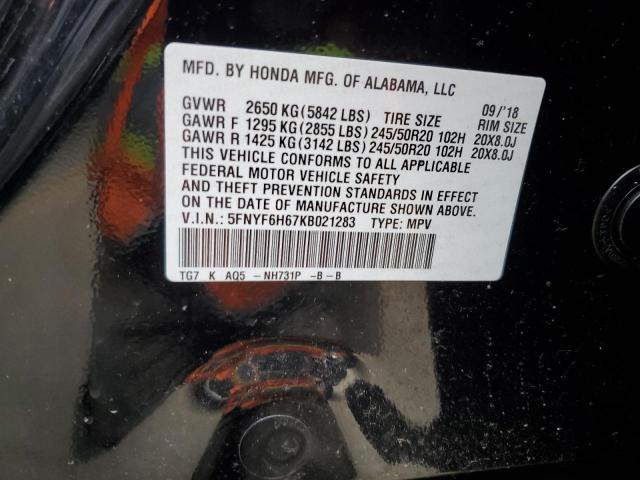 MFD. BY HONDA MFG. OF ALABAMA, LLC
GVWR 2650 KG(5842 LBS) TIRE SIZE 09/'18 RIM SIZE
GAWR F 1295 KG(2855 LBS) 245/50R20 102H 20X8.0J
GAWR R 1425 KG(3142 LBS) 245/50R20 102H 20X8.0J
THIS VEHICLE CONFORMS TO ALL APPLICABLE
FEDERAL MOTOR VEHICLE SAFETY
AND THEFT PREVENTION STANDARDS IN EFFECT
ON THE DATE OF MANUFACTURE SHOWN ABOVE.
V.I.N.: 5FNYF6H67KB021283 TYPE: MPV
TG7 K AQ5 -NH731P -B-B